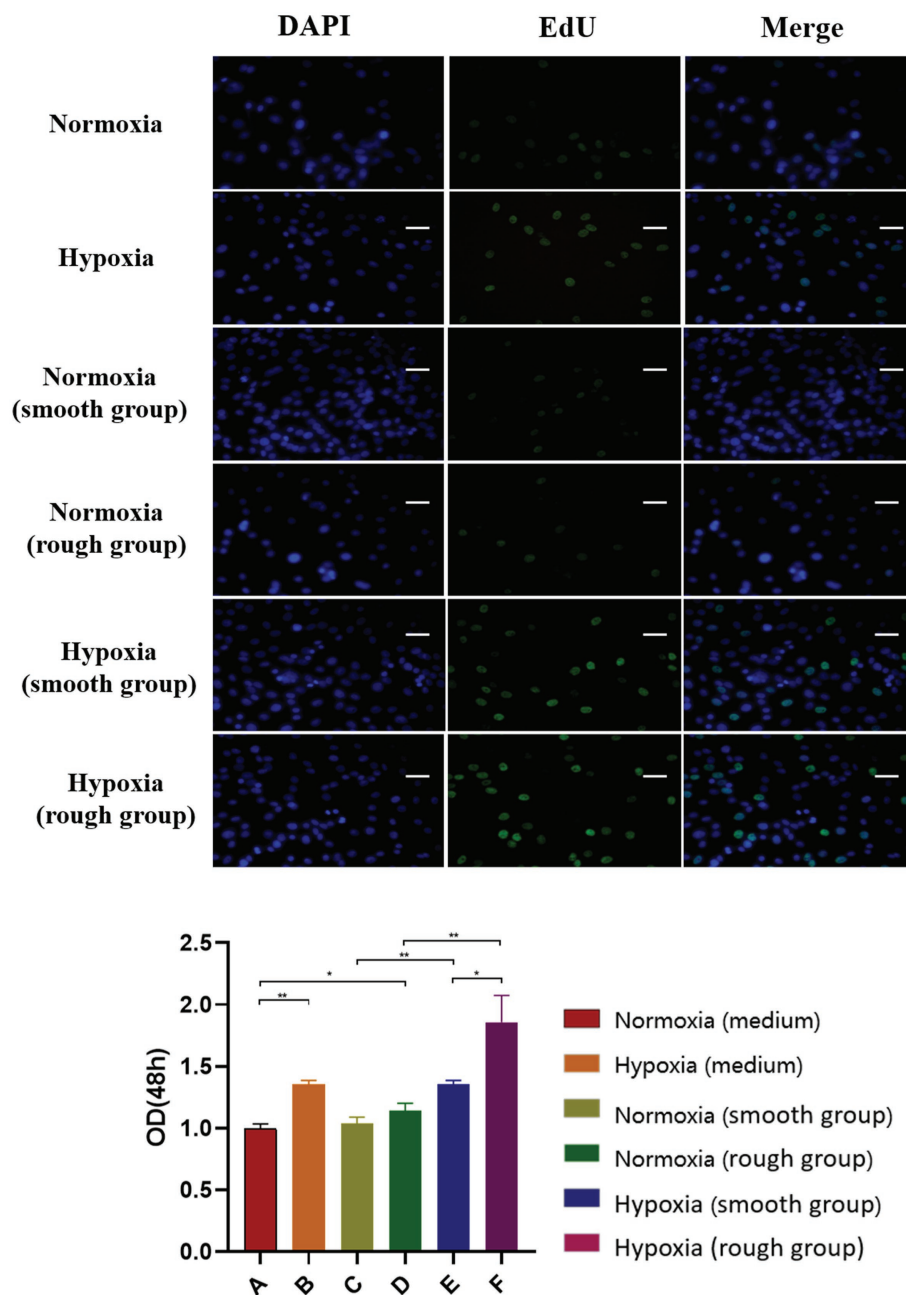 DAPI EdU Merge
Normoxia
Hypoxia
Normoxia
(smooth group)
Normoxia
(rough group)
Hypoxia
(smooth group)
Hypoxia
(rough group)
2.5
2.0
1.5
1.0
0.5
0.0
OD(48h)
**
**
*
*
**
A B C D E F
Normoxia (medium)
Hypoxia (medium)
Normoxia (smooth group)
Normoxia (rough group)
Hypoxia (smooth group)
Hypoxia (rough group)